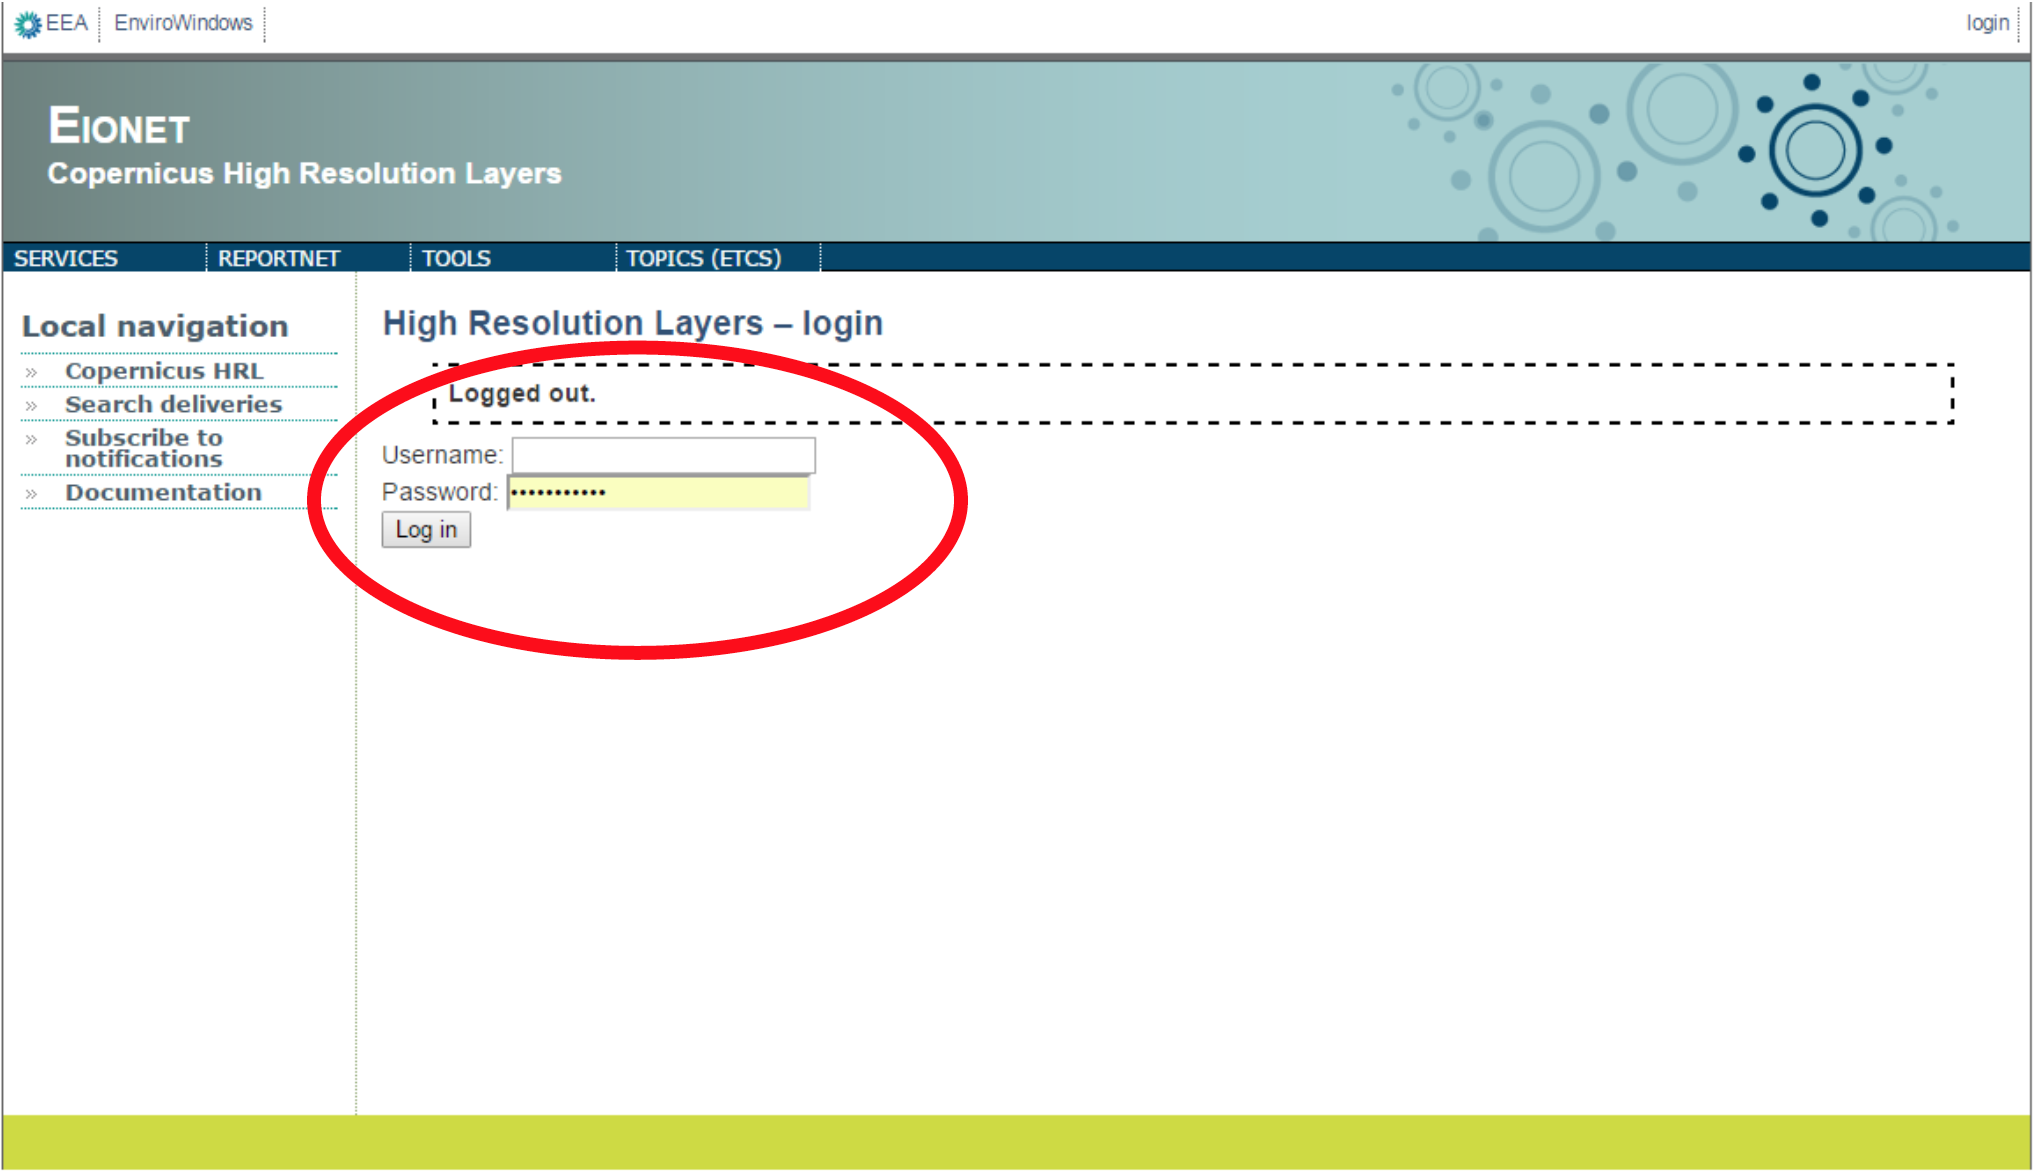 EEA
EnviroWindows
login
EIONET
Copernicus High Resolution Layers
SERVICES
REPORTNET
TOOLS
TOPICS (ETCS)
Local navigation
» Copernicus HRL
» Search deliveries
» Subscribe to
notifications
» Documentation
High Resolution Layers – login
Logged out.
Username:
Password: •••••••••••
Log in